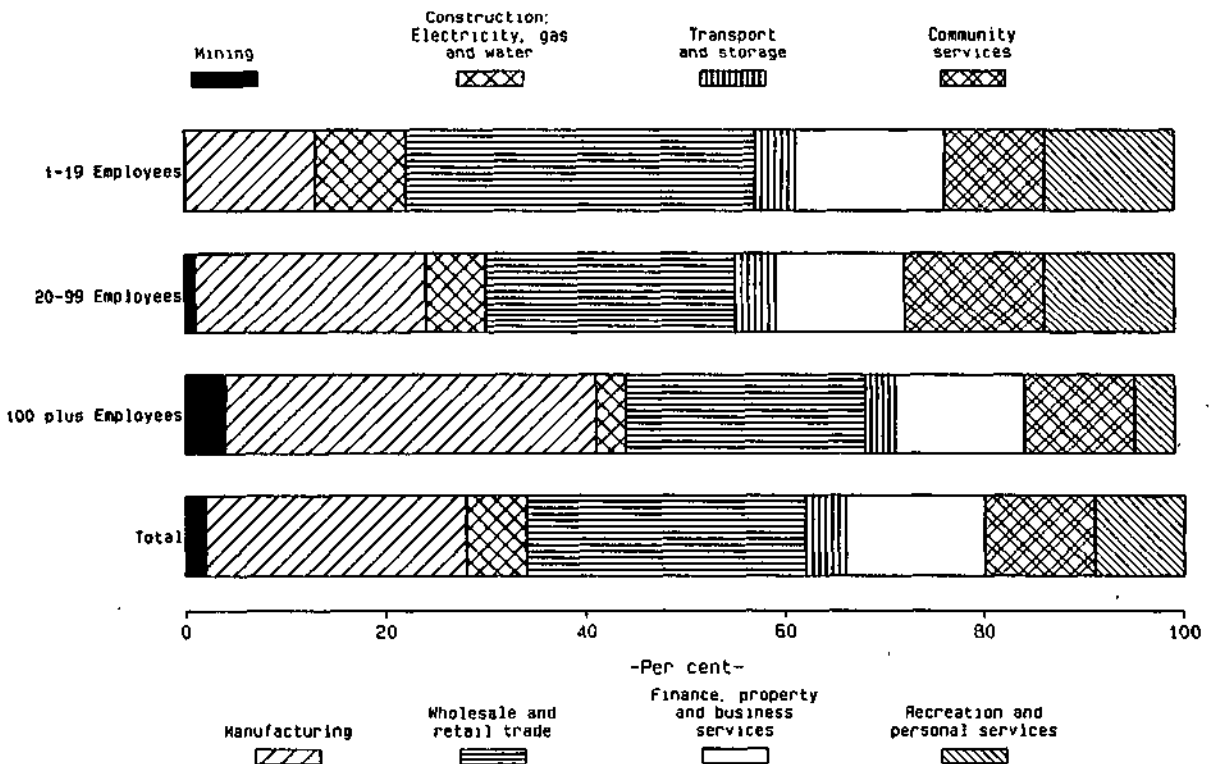 Mining
Construction;
Electricity, gas
and water
Transport
and storage
Community
services
1-19 Employees
20-99 Employees
100 plus Employees
Total
0 20 40 60 80 100
-Per cent-
Manufacturing
Wholesale and
retail trade
Finance, property
and business
services
Recreation and
personal services